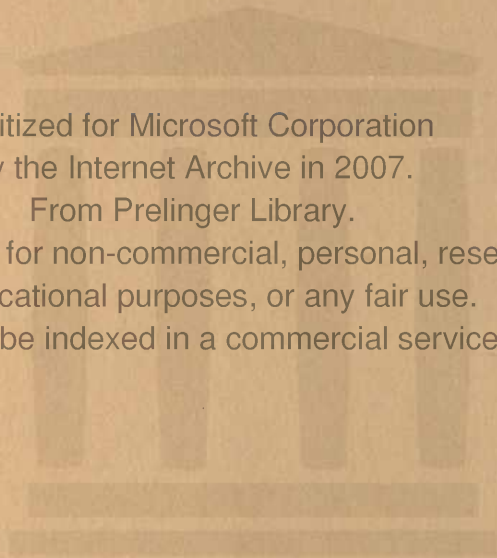 itized for Microsoft Corporation
y the Internet Archive in 2007.
From Prelinger Library.
for non-commercial, personal, rese
cational purposes, or any fair use.
be indexed in a commercial service